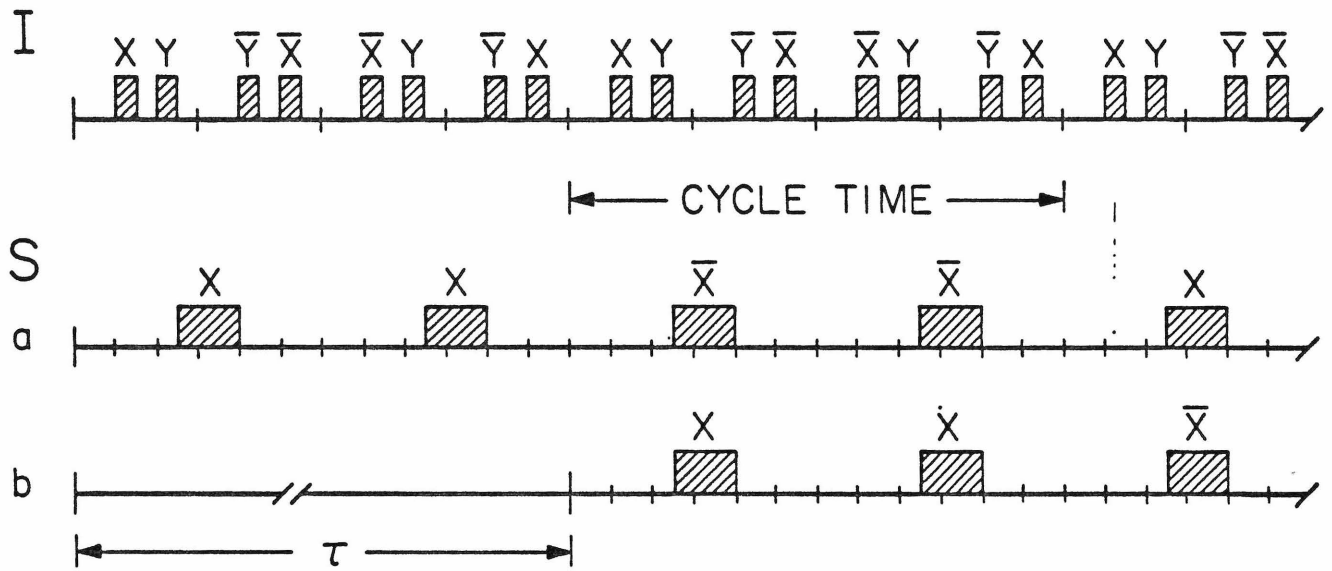 I
X Y Y̅ X̅ X̅ Y Y̅ X X Y Y̅ X̅ X̅ Y Y̅ X X Y Y̅ X̅
CYCLE TIME
S
X X X̅ X̅ X
a
X X X̅
b
τ